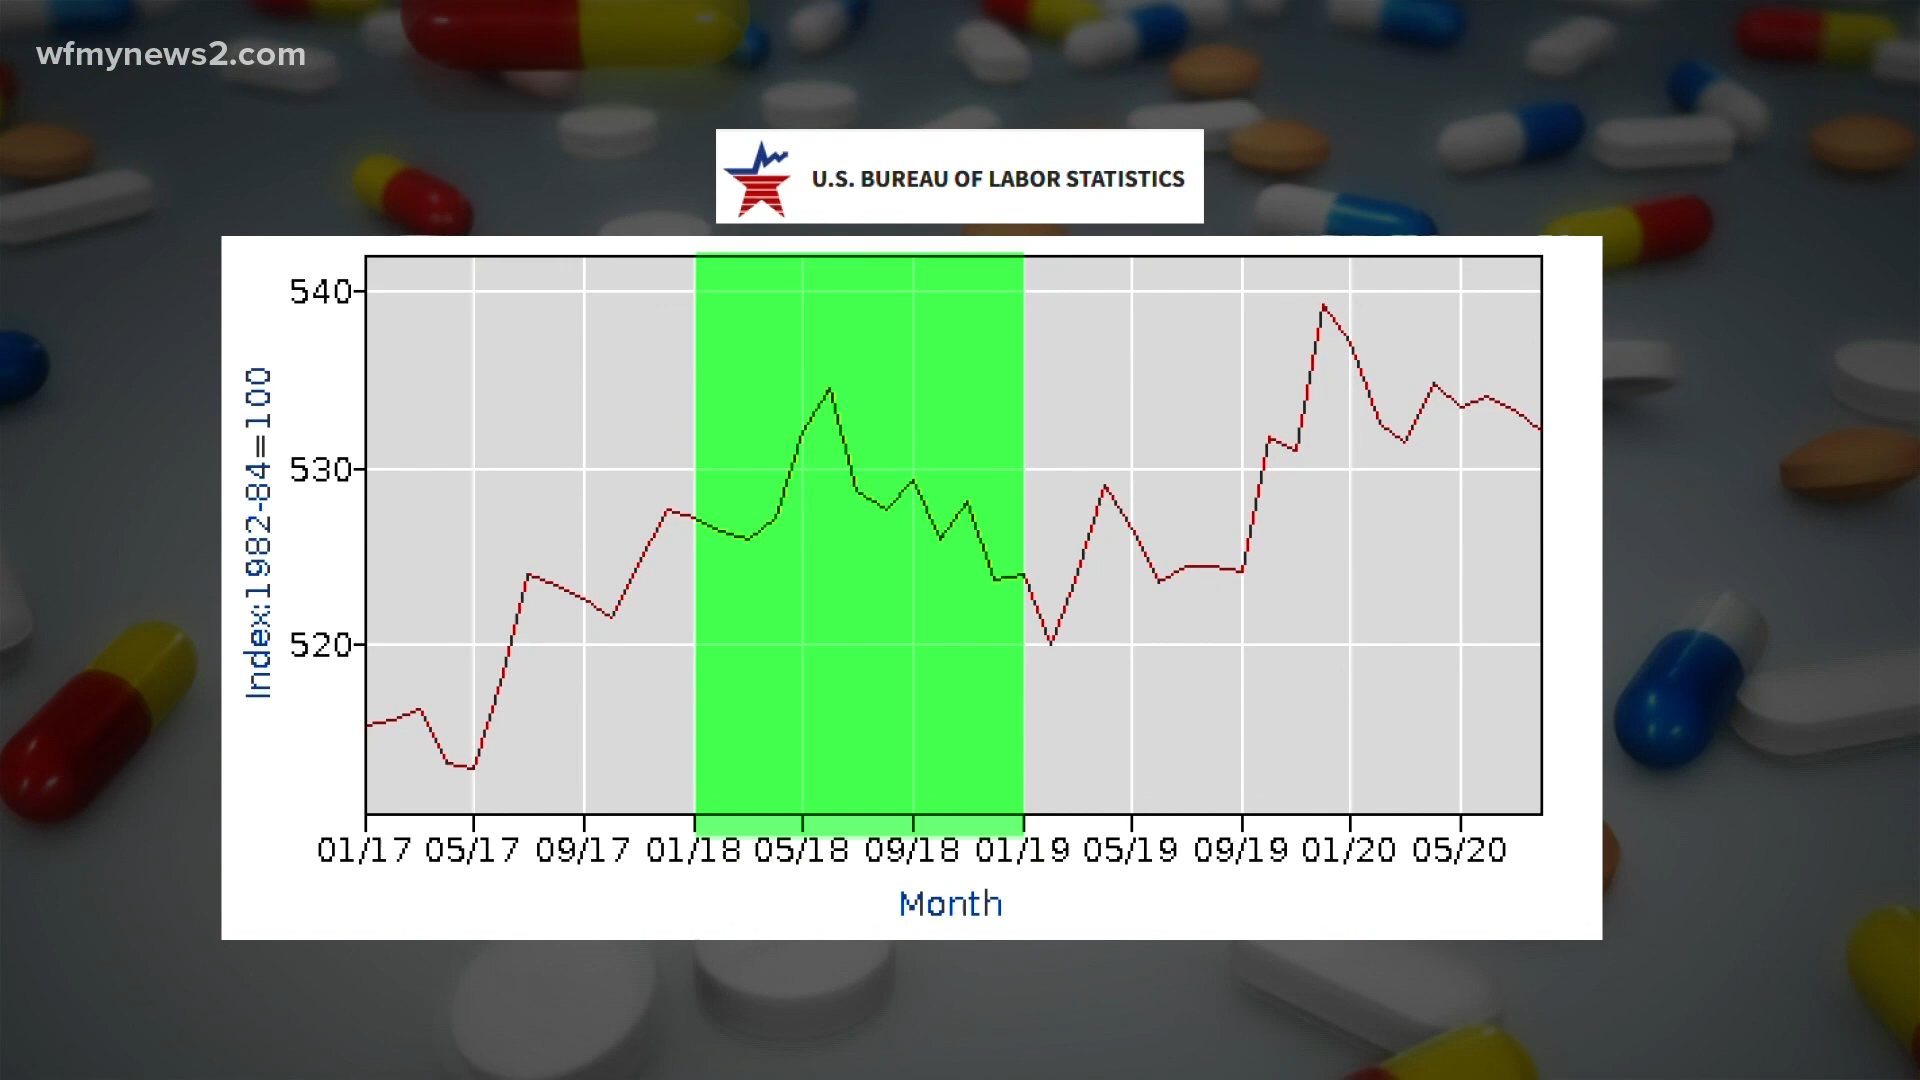 wfmynews2.com
U.S. BUREAU OF LABOR STATISTICS
540
530
520
Index:1982-84=100
01/17 05/17 09/17 01/18 05/18 09/18 01/19 05/19 09/19 01/20 05/20
Month